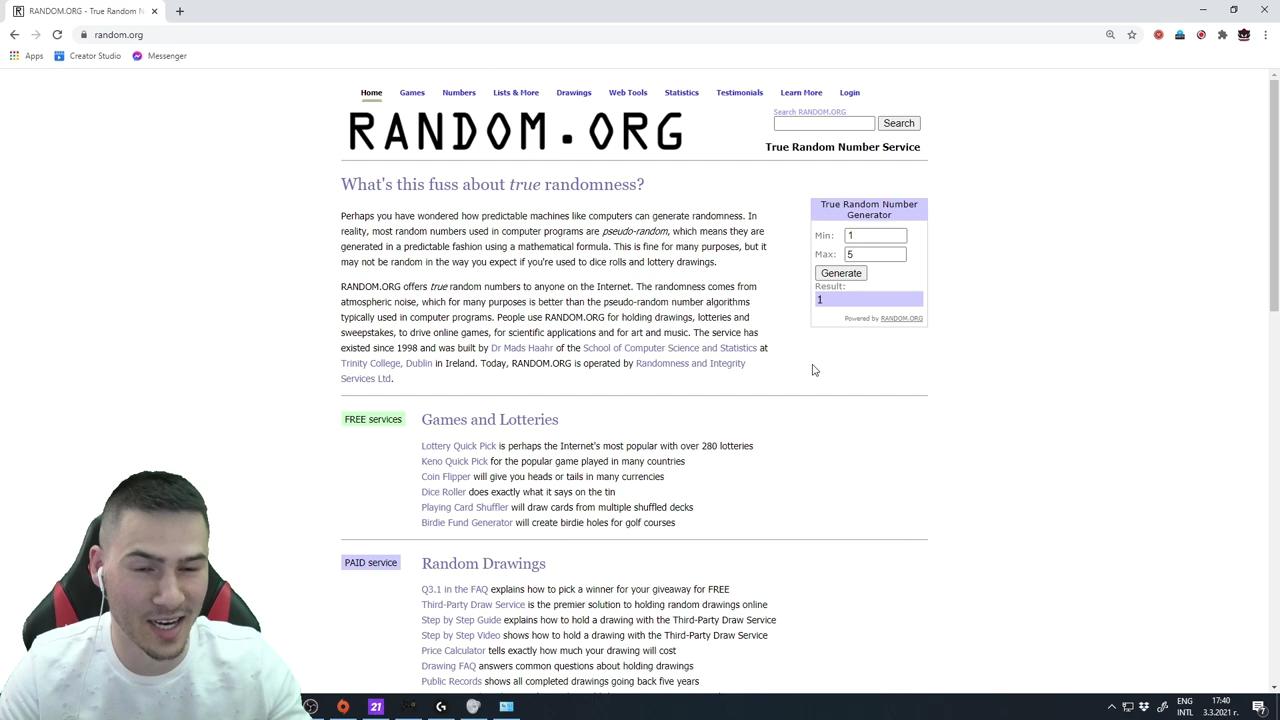 RANDOM.ORG - True Random N
random.org
Apps
Creator Studio
Messenger
Home
Games
Numbers
Lists & More
Drawings
Web Tools
Statistics
Testimonials
Learn More
Login
Search RANDOM.ORG
Search
RANDOM.ORG
True Random Number Service
What's this fuss about true randomness?
Perhaps you have wondered how predictable machines like computers can generate randomness. In
reality, most random numbers used in computer programs are pseudo-random, which means they are
generated in a predictable fashion using a mathematical formula. This is fine for many purposes, but it
may not be random in the way you expect if you're used to dice rolls and lottery drawings.
RANDOM.ORG offers true random numbers to anyone on the Internet. The randomness comes from
atmospheric noise, which for many purposes is better than the pseudo-random number algorithms
typically used in computer programs. People use RANDOM.ORG for holding drawings, lotteries and
sweepstakes, to drive online games, for scientific applications and for art and music. The service has
existed since 1998 and was built by Dr Mads Haahr of the School of Computer Science and Statistics at
Trinity College, Dublin in Ireland. Today, RANDOM.ORG is operated by Randomness and Integrity
Services Ltd.
True Random Number
Generator
Min: 1
Max: 5
Generate
Result:
1
Powered by RANDOM.ORG
FREE services
Games and Lotteries
Lottery Quick Pick is perhaps the Internet's most popular with over 280 lotteries
Keno Quick Pick for the popular game played in many countries
Coin Flipper will give you heads or tails in many currencies
Dice Roller does exactly what it says on the tin
Playing Card Shuffler will draw cards from multiple shuffled decks
Birdie Fund Generator will create birdie holes for golf courses
PAID service
Random Drawings
Q3.1 in the FAQ explains how to pick a winner for your giveaway for FREE
Third-Party Draw Service is the premier solution to holding random drawings online
Step by Step Guide explains how to hold a drawing with the Third-Party Draw Service
Step by Step Video shows how to hold a drawing with the Third-Party Draw Service
Price Calculator tells exactly how much your drawing will cost
Drawing FAQ answers common questions about holding drawings
Public Records shows all completed drawings going back five years
21
ENG
INTL
17:40
3.3.2021 г.